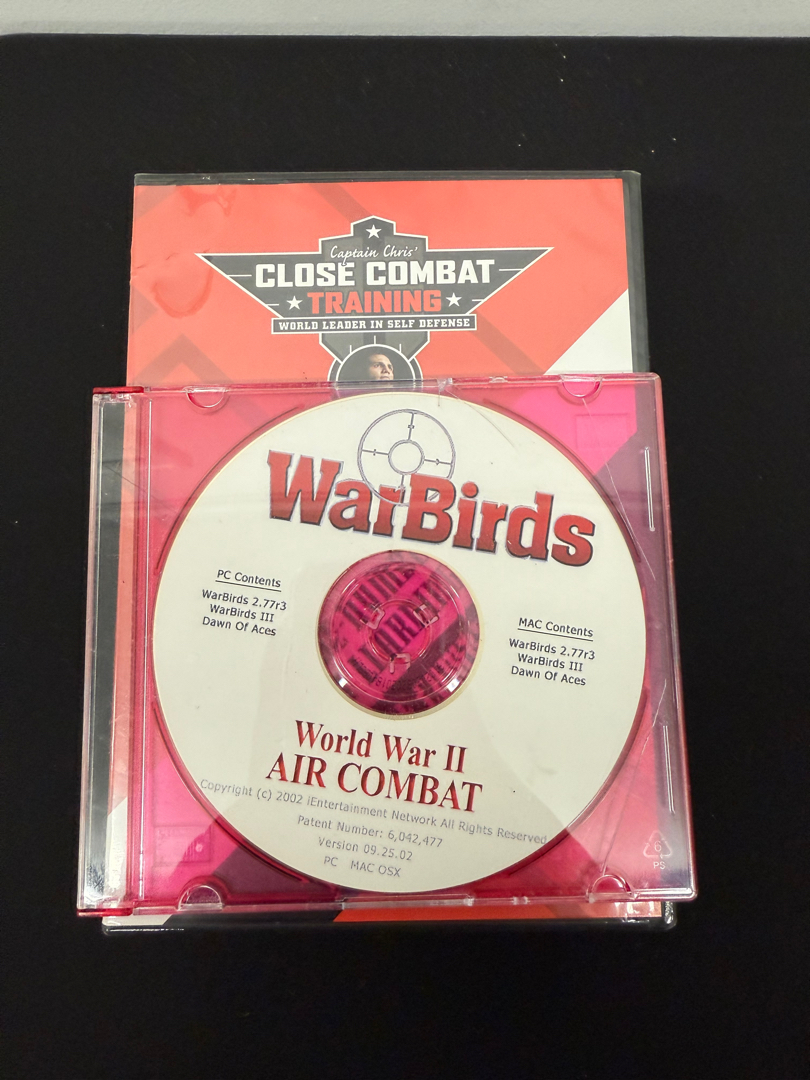 Captain Chris'
CLOSE COMBAT
TRAINING
WORLD LEADER IN SELF DEFENSE
WarBirds
PC Contents
WarBirds 2.77r3
WarBirds III
Dawn Of Aces
MAC Contents
WarBirds 2.77r3
WarBirds III
Dawn Of Aces
World War II
AIR COMBAT
Copyright (c) 2002 iEntertainment Network All Rights Reserved
Patent Number: 6,042,477
Version 09.25.02
PC MAC OSX
6
PS